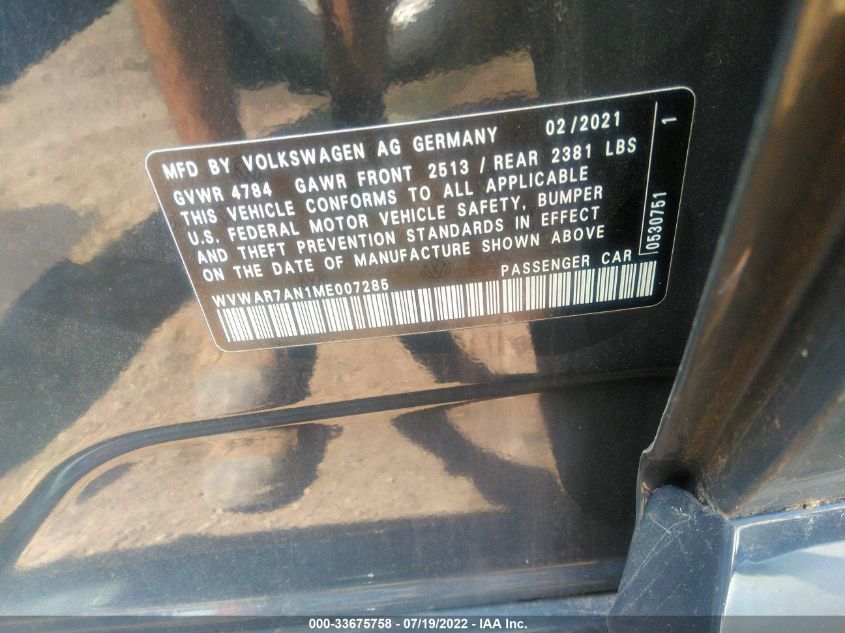 MFD BY VOLKSWAGEN AG GERMANY 02/2021
GVWR 4784 GAWR FRONT 2513 / REAR 2381 LBS
THIS VEHICLE CONFORMS TO ALL APPLICABLE
U.S. FEDERAL MOTOR VEHICLE SAFETY, BUMPER
AND THEFT PREVENTION STANDARDS IN EFFECT
ON THE DATE OF MANUFACTURE SHOWN ABOVE
WVWAR7AN1ME007285 PASSENGER CAR
0530751 1
000-33675758 - 07/19/2022 - IAA Inc.